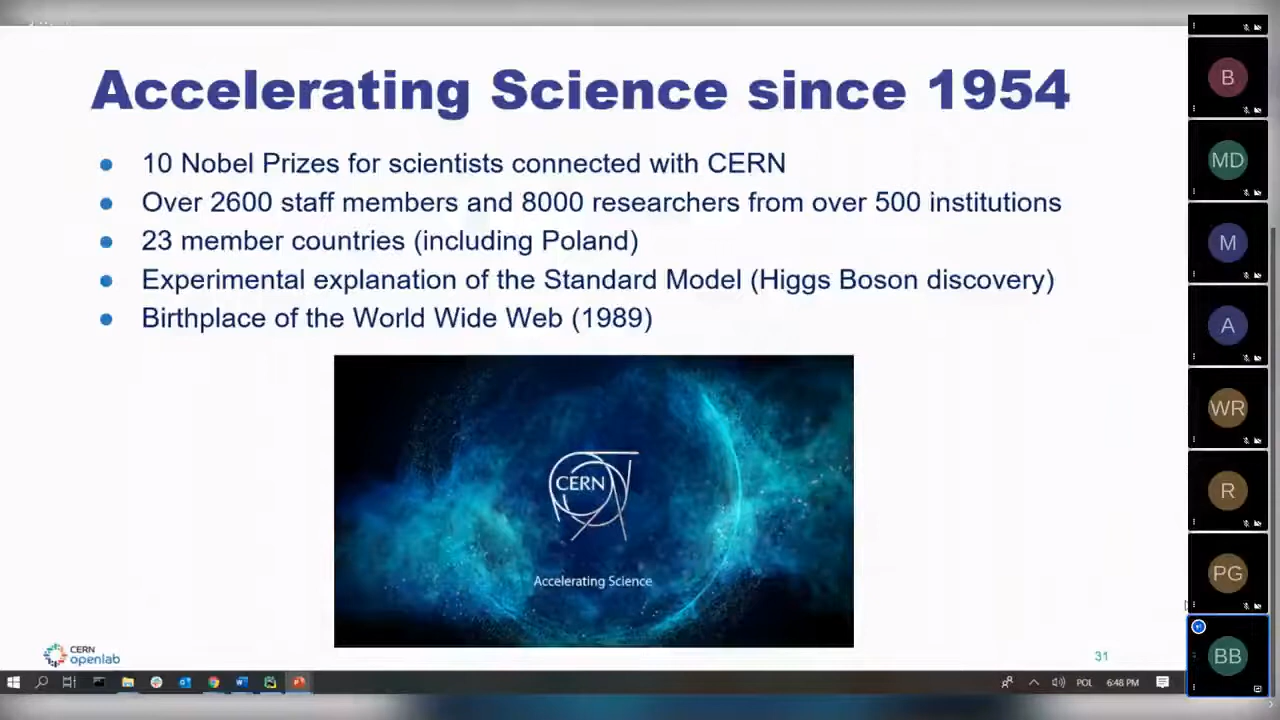 Accelerating Science since 1954
10 Nobel Prizes for scientists connected with CERN
Over 2600 staff members and 8000 researchers from over 500 institutions
23 member countries (including Poland)
Experimental explanation of the Standard Model (Higgs Boson discovery)
Birthplace of the World Wide Web (1989)
CERN
Accelerating Science
CERN
openlab
31
POL
6:48 PM
B
MD
M
A
WR
R
PG
BB